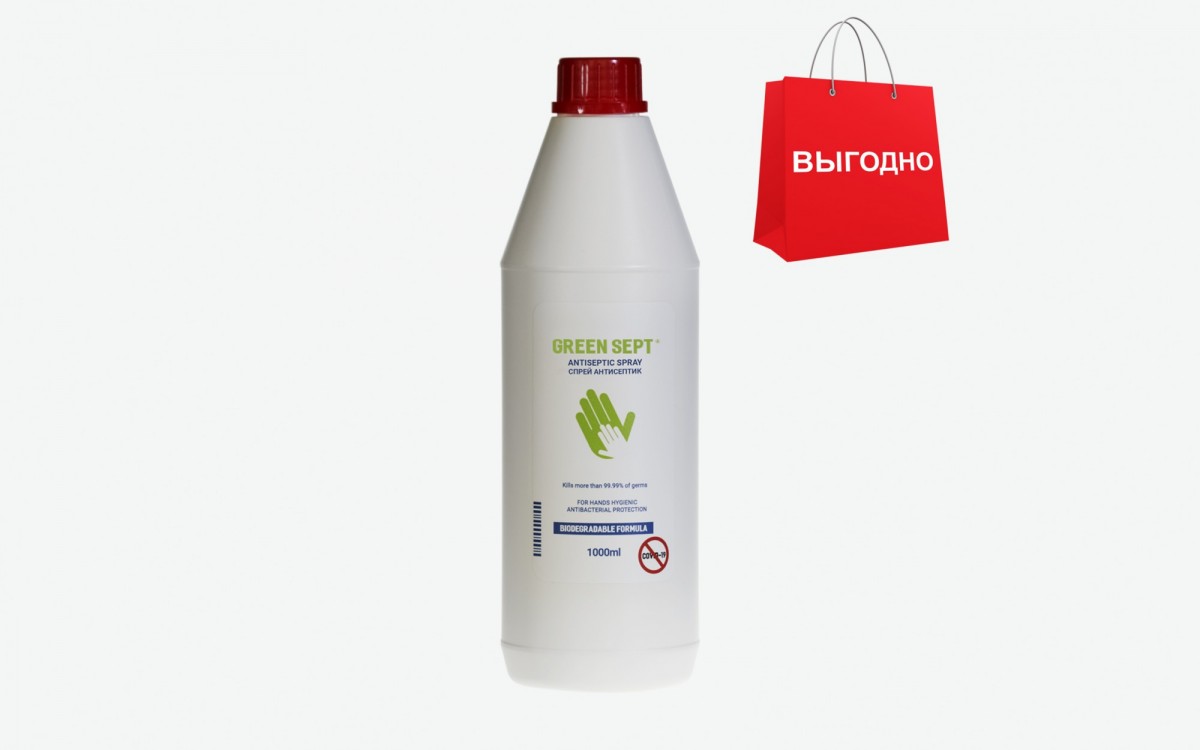 ВЫГОДНО
GREEN SEPT®
ANTISEPTIC SPRAY
СПРЕЙ АНТИСЕПТИК
Kills more than 99.99% of germs
FOR HANDS HYGIENIC
ANTIBACTERIAL PROTECTION
BIODEGRADABLE FORMULA
1000ml
COVID-19